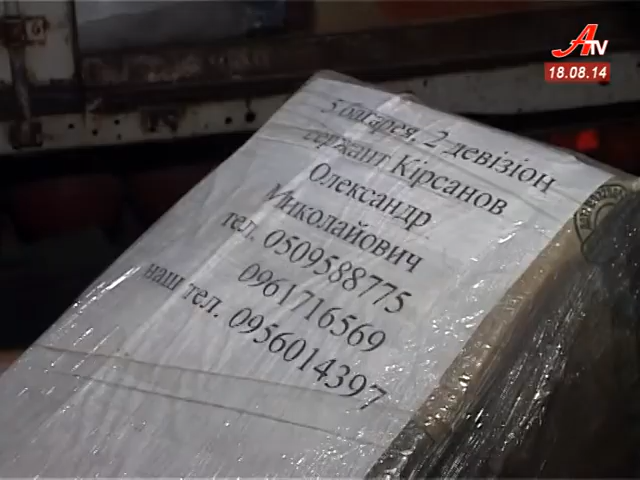 ATV
18.08.14
5 батарея, 2 девізіон
сержант Кірсанов
Олександр
Миколайович
тел. 0509588775
0961716569
наш тел. 0956014397